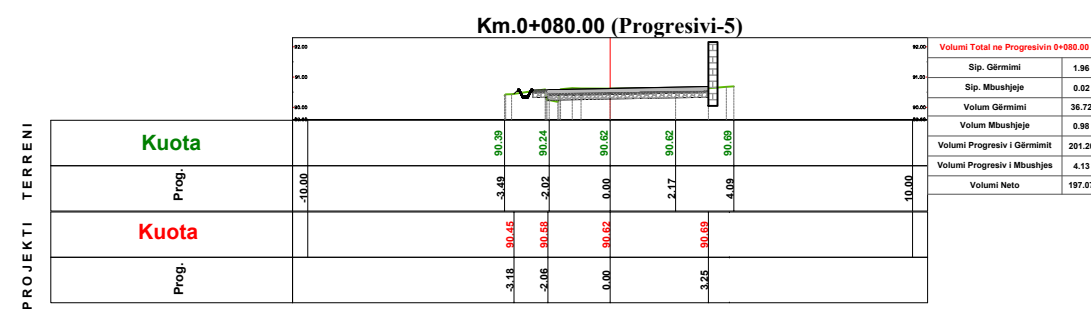 Km.0+080.00 (Progresivi-5)
92.00 92.00
91.00 91.00
90.00 90.00
TERRENI
Kuota 90.39 90.24 90.62 90.62 90.69
Prog. -10.00 -3.49 -2.02 0.00 2.17 4.09 10.00
PROJEKTI
Kuota 90.45 90.58 90.62 90.69
Prog. -3.18 -2.06 0.00 3.25
Volumi Total ne Progresivin 0+080.00
Sip. Gërmimi 1.96
Sip. Mbushjeje 0.02
Volum Gërmimi 36.72
Volum Mbushjeje 0.98
Volumi Progresiv i Gërmimit 201.20
Volumi Progresiv i Mbushjes 4.13
Volumi Neto 197.07